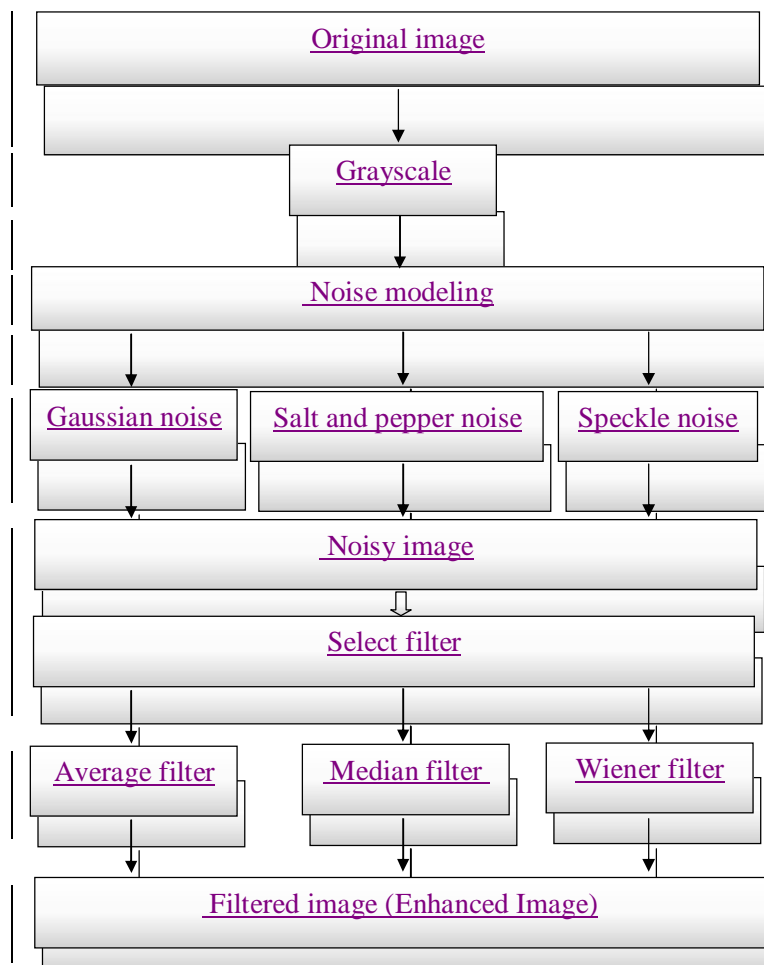 Original image
Grayscale
Noise modeling
Gaussian noise
Salt and pepper noise
Speckle noise
Noisy image
Select filter
Average filter
Median filter
Wiener filter
Filtered image (Enhanced Image)